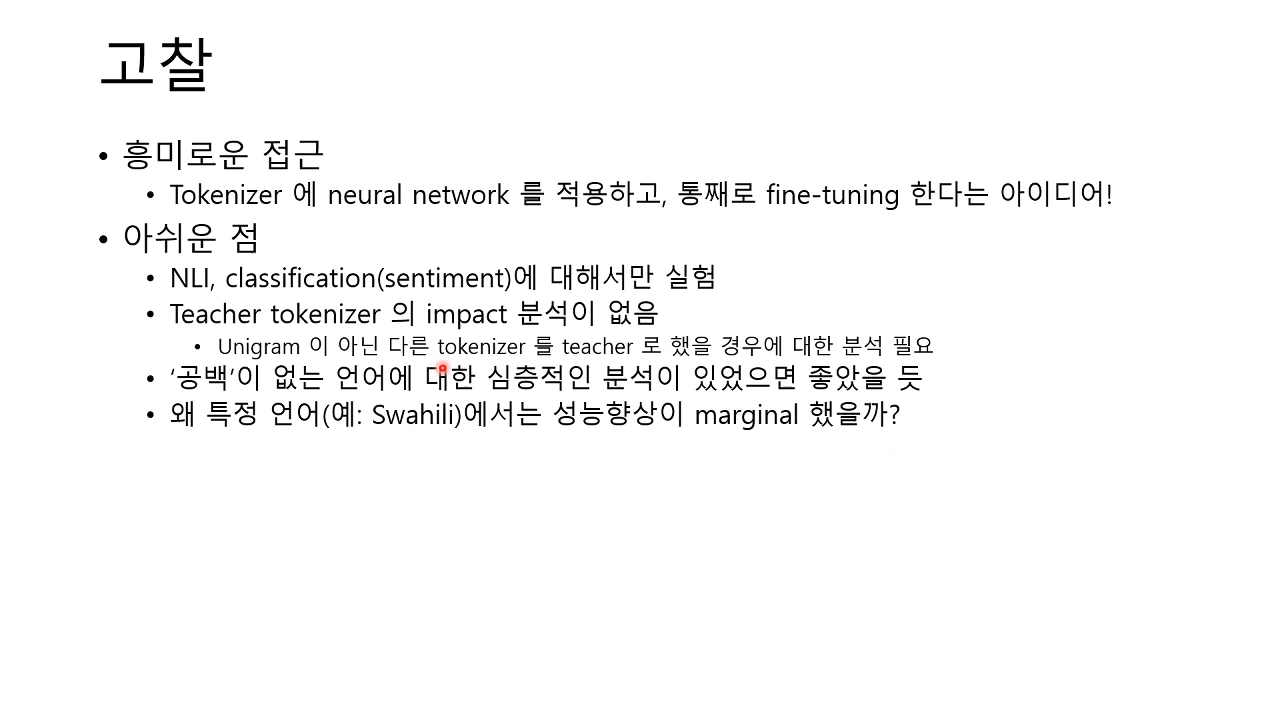 고찰
• 흥미로운 접근
• Tokenizer 에 neural network 를 적용하고, 통째로 fine-tuning 한다는 아이디어!
• 아쉬운 점
• NLI, classification(sentiment)에 대해서만 실험
• Teacher tokenizer 의 impact 분석이 없음
• Unigram 이 아닌 다른 tokenizer 를 teacher 로 했을 경우에 대한 분석 필요
• ‘공백’이 없는 언어에 대한 심층적인 분석이 있었으면 좋았을 듯
• 왜 특정 언어(예: Swahili)에서는 성능향상이 marginal 했을까?